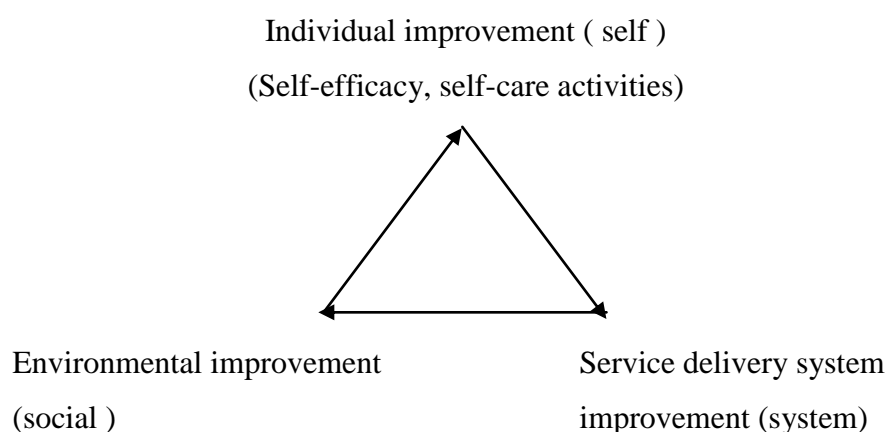 Individual improvement ( self )
(Self-efficacy, self-care activities)
Environmental improvement
(social )
Service delivery system
improvement (system)